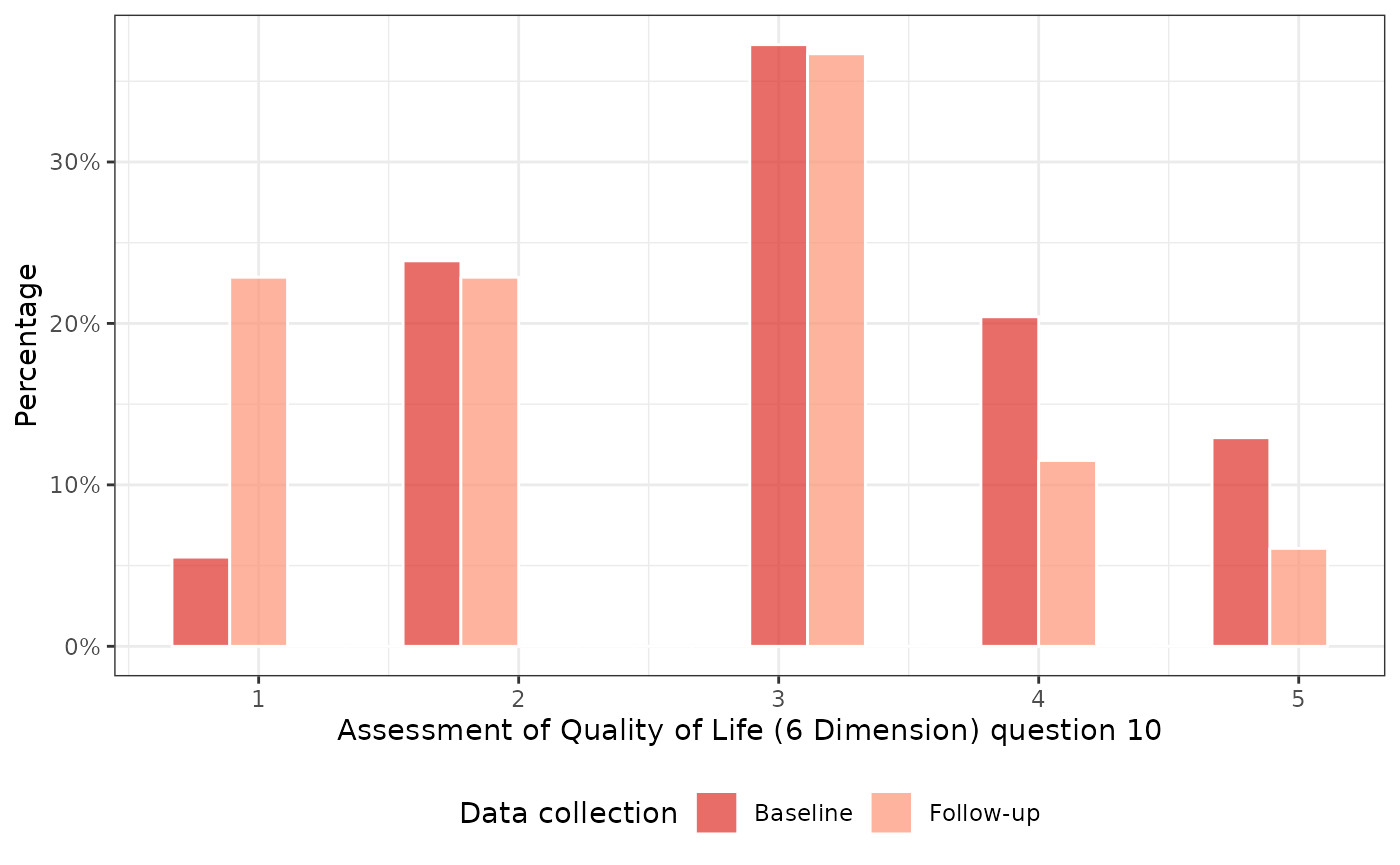 Percentage
30%
20%
10%
0%
1 2 3 4 5
Assessment of Quality of Life (6 Dimension) question 10
Data collection Baseline Follow-up